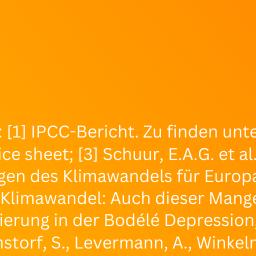 : [1] IPCC-Bericht. Zu finden unte
ice sheet; [3] Schuur, E.A.G. et al.
gen des Klimawandels für Europa
Klimawandel: Auch dieser Mange
ierung in der Bodélé Depression
nstorf, S., Levermann, A., Winkeln